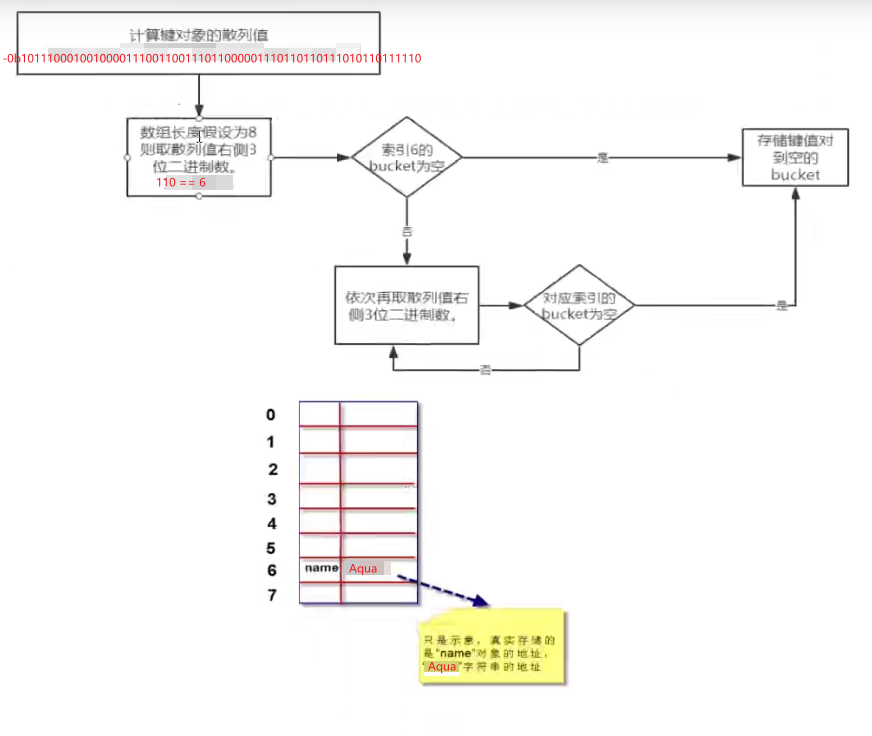 计算键对象的散列值
-0b1011100010010000111001100111011000001110110110111010110111110
数组长度假设为8
则取散列值右侧3
位二进制数。
110 == 6
索引6的
bucket为空
是
存储键值对
到空的
bucket
否
依次再取散列值右
侧3位二进制数。
对应索引的
bucket为空
是
否
0
1
2
3
4
5
6 name Aqua
7
只是示意，真实存储的
是"name"对象的地址，
"Aqua"字符串的地址